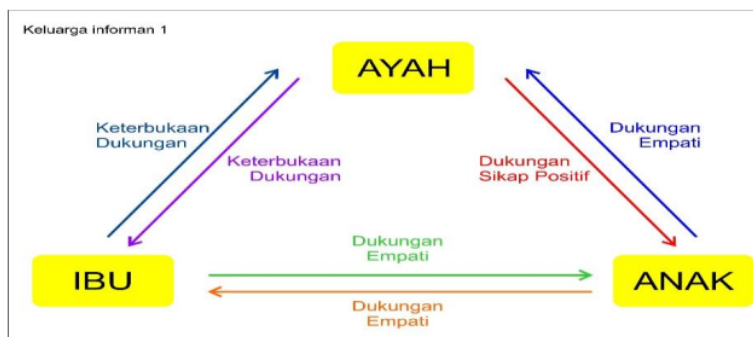 Keluarga informan 1
AYAH
Keterbukaan
Dukungan
Keterbukaan
Dukungan
Dukungan
Sikap Positif
Dukungan
Empati
Dukungan
Empati
IBU
ANAK
Dukungan
Empati